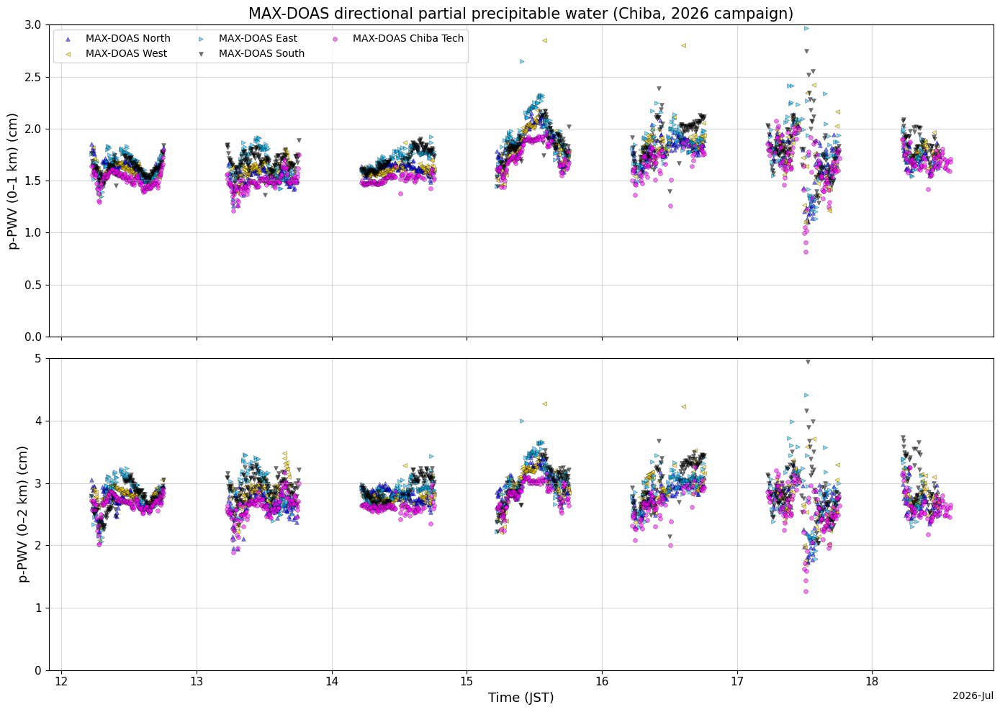 MAX-DOAS directional partial precipitable water (Chiba, 2026 campaign)
p-PWV (0–1 km) (cm)
3.0
2.5
2.0
1.5
1.0
0.5
0.0
MAX-DOAS North
MAX-DOAS West
MAX-DOAS East
MAX-DOAS South
MAX-DOAS Chiba Tech
p-PWV (0–2 km) (cm)
5
4
3
2
1
0
12 13 14 15 16 17 18
Time (JST)
2026-Jul